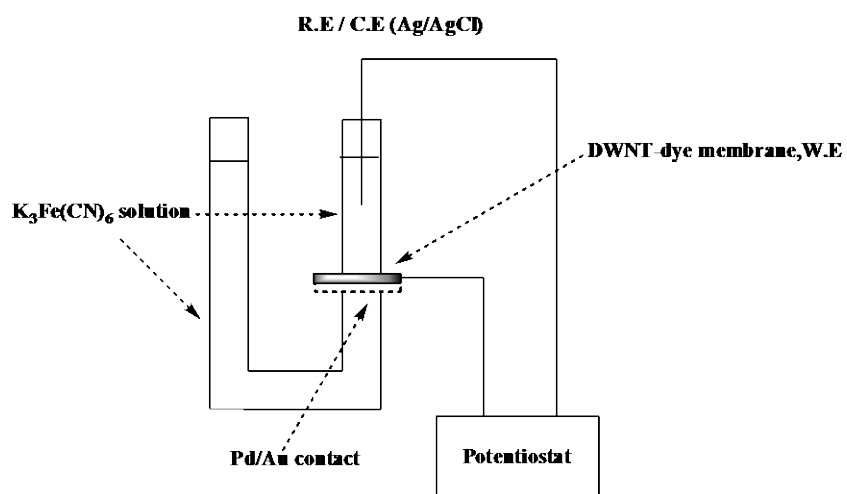 R.E / C.E (Ag/AgCl)
DWNT-dye membrane,W.E
K₃Fe(CN)₆ solution
Pd/Au contact
Potentiostat